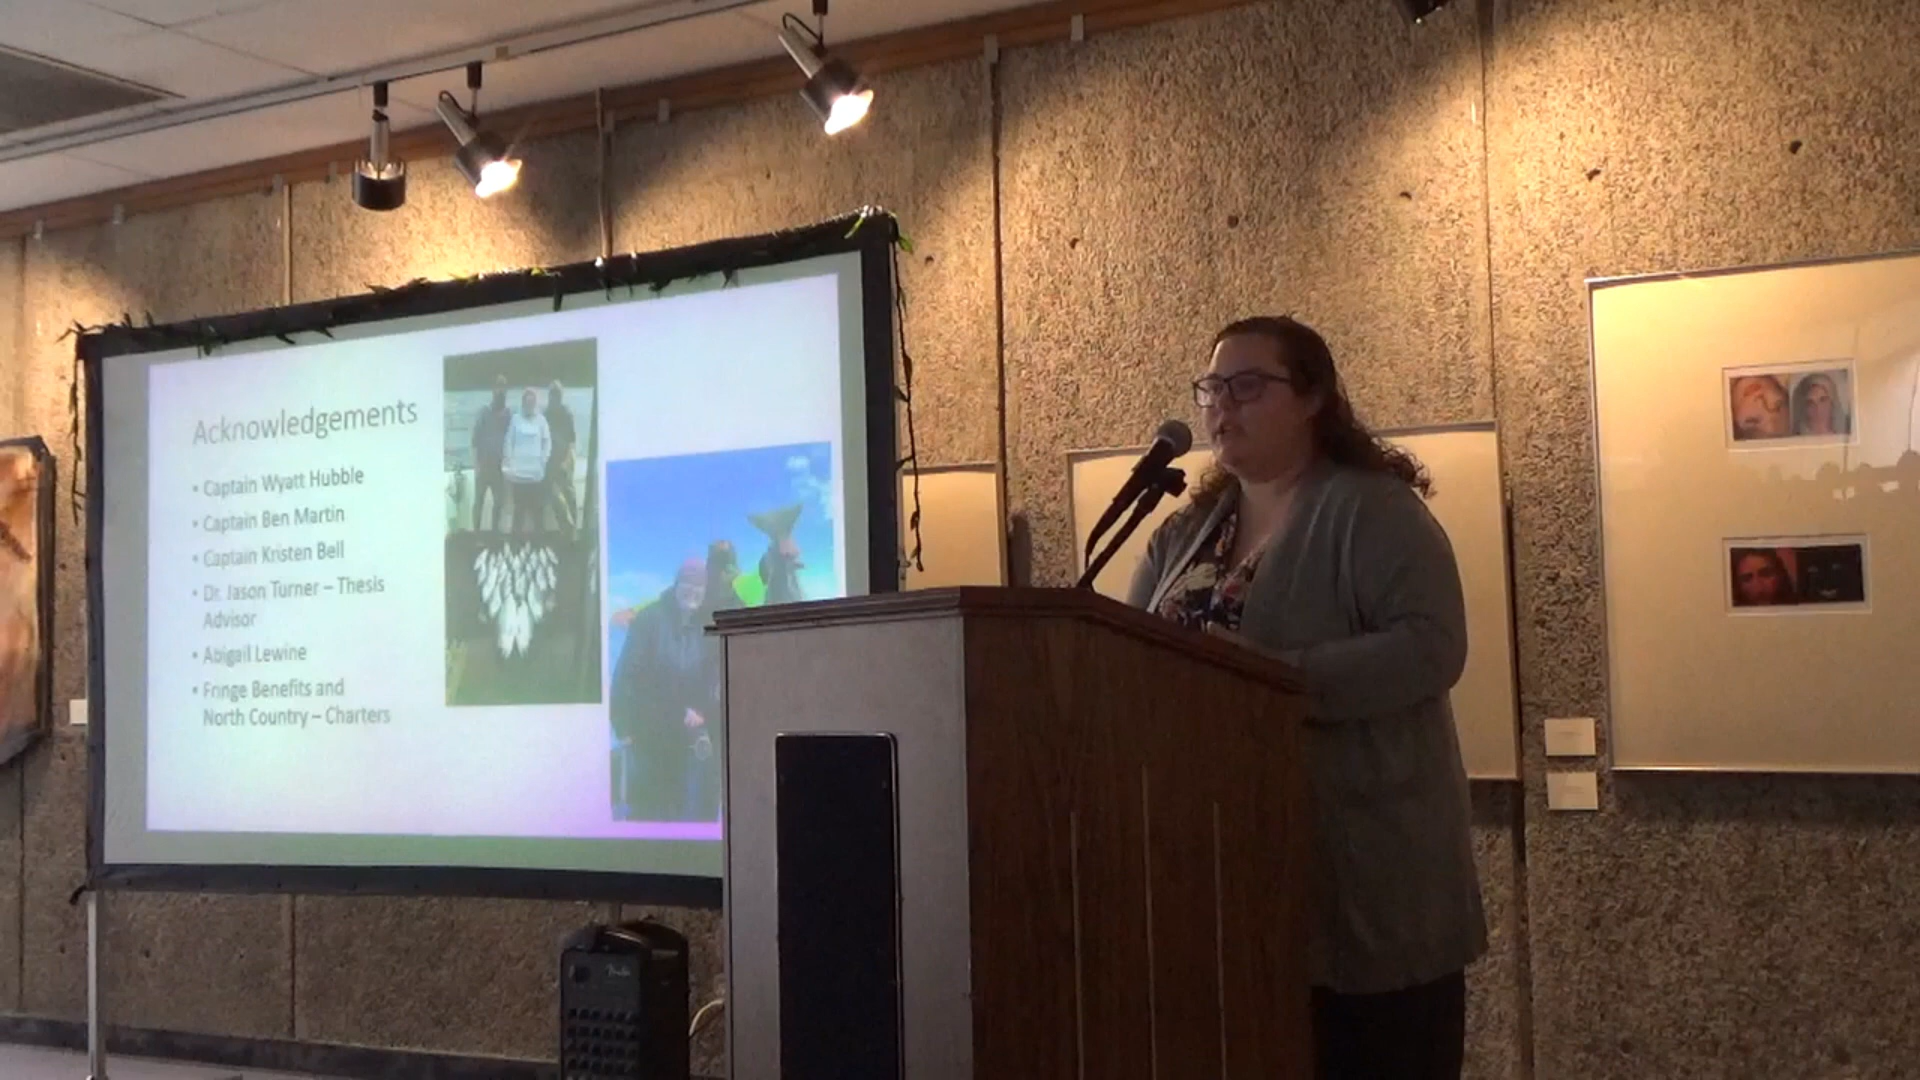 Acknowledgements
• Captain Wyatt Hubble
• Captain Ben Martin
• Captain Kristen Bell
• Dr. Jason Turner – Thesis
Advisor
• Abigail Lewine
• Fringe Benefits and
North Country – Charters
Fender